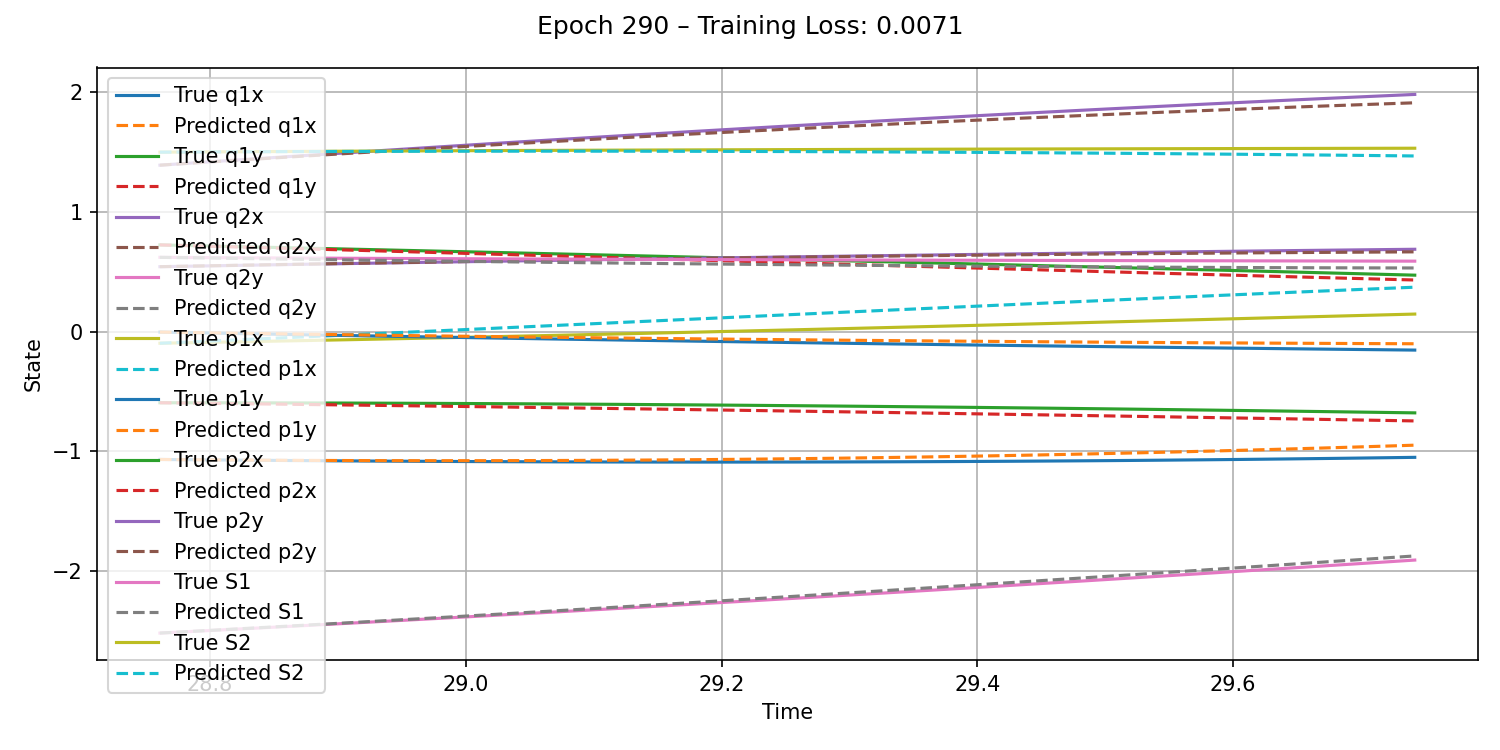 Epoch 290 – Training Loss: 0.0071
2
1
0
−1
−2
State
True q1x
Predicted q1x
True q1y
Predicted q1y
True q2x
Predicted q2x
True q2y
Predicted q2y
True p1x
Predicted p1x
True p1y
Predicted p1y
True p2x
Predicted p2x
True p2y
Predicted p2y
True S1
Predicted S1
True S2
Predicted S2
28.8 29.0 29.2 29.4 29.6
Time